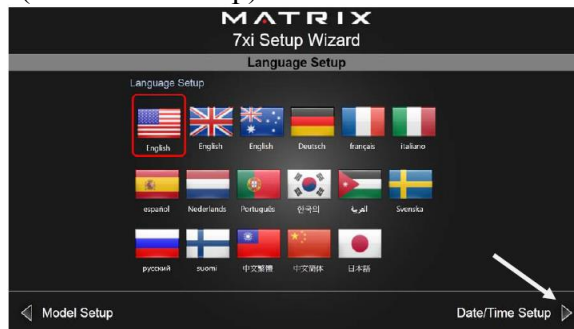 MATRIX
7xi Setup Wizard
Language Setup
Language Setup
English English English Deutsch français italiano
español Nederlands Português 한국의 العربية Svenska
русский suomi 中文繁體 中文简体 日本語
Model Setup Date/Time Setup